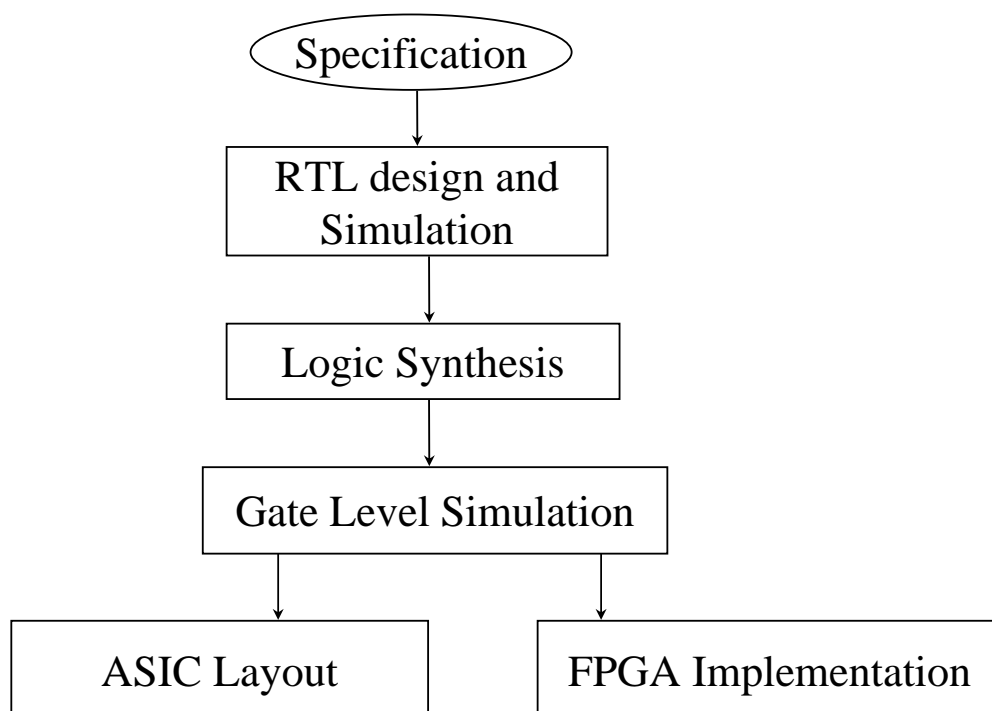 Specification
RTL design and
Simulation
Logic Synthesis
Gate Level Simulation
ASIC Layout
FPGA Implementation